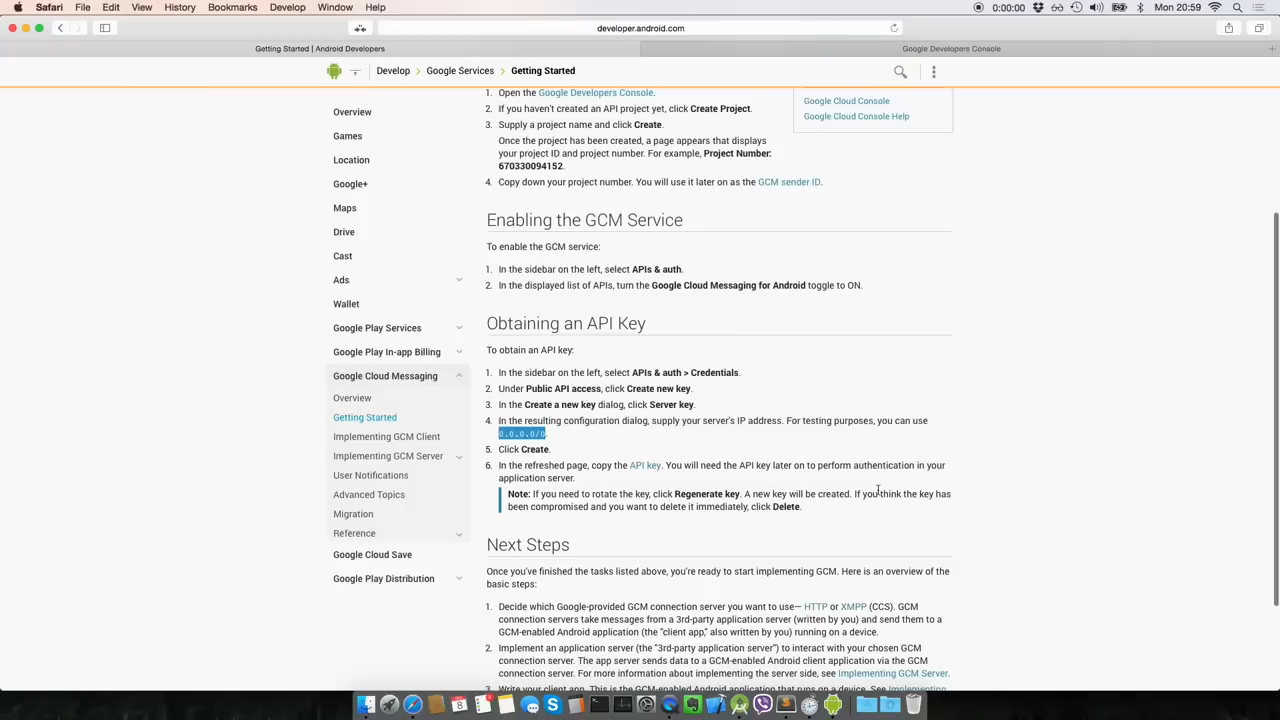 Safari File Edit View History Bookmarks Develop Window Help 0:00:00 Mon 20:59
developer.android.com
Getting Started | Android Developers Google Developers Console
Develop Google Services Getting Started
Overview
Games
Location
Google+
Maps
Drive
Cast
Ads
Wallet
Google Play Services
Google Play In-app Billing
Google Cloud Messaging
Overview
Getting Started
Implementing GCM Client
Implementing GCM Server
User Notifications
Advanced Topics
Migration
Reference
Google Cloud Save
Google Play Distribution
1. Open the Google Developers Console.
2. If you haven't created an API project yet, click Create Project.
3. Supply a project name and click Create.
Once the project has been created, a page appears that displays
your project ID and project number. For example, Project Number:
670330094152.
4. Copy down your project number. You will use it later on as the GCM sender ID.
Google Cloud Console
Google Cloud Console Help
Enabling the GCM Service
To enable the GCM service:
1. In the sidebar on the left, select APIs & auth.
2. In the displayed list of APIs, turn the Google Cloud Messaging for Android toggle to ON.
Obtaining an API Key
To obtain an API key:
1. In the sidebar on the left, select APIs & auth > Credentials.
2. Under Public API access, click Create new key.
3. In the Create a new key dialog, click Server key.
4. In the resulting configuration dialog, supply your server's IP address. For testing purposes, you can use
0.0.0.0/0.
5. Click Create.
6. In the refreshed page, copy the API key. You will need the API key later on to perform authentication in your
application server.
Note: If you need to rotate the key, click Regenerate key. A new key will be created. If you think the key has
been compromised and you want to delete it immediately, click Delete.
Next Steps
Once you've finished the tasks listed above, you're ready to start implementing GCM. Here is an overview of the
basic steps:
1. Decide which Google-provided GCM connection server you want to use— HTTP or XMPP (CCS). GCM
connection servers take messages from a 3rd-party application server (written by you) and send them to a
GCM-enabled Android application (the "client app," also written by you) running on a device.
2. Implement an application server (the "3rd-party application server") to interact with your chosen GCM
connection server. The app server sends data to a GCM-enabled Android client application via the GCM
connection server. For more information about implementing the server side, see Implementing GCM Server.
3. Write your client app. This is the GCM-enabled Android application that runs on a device. See Implementing
8